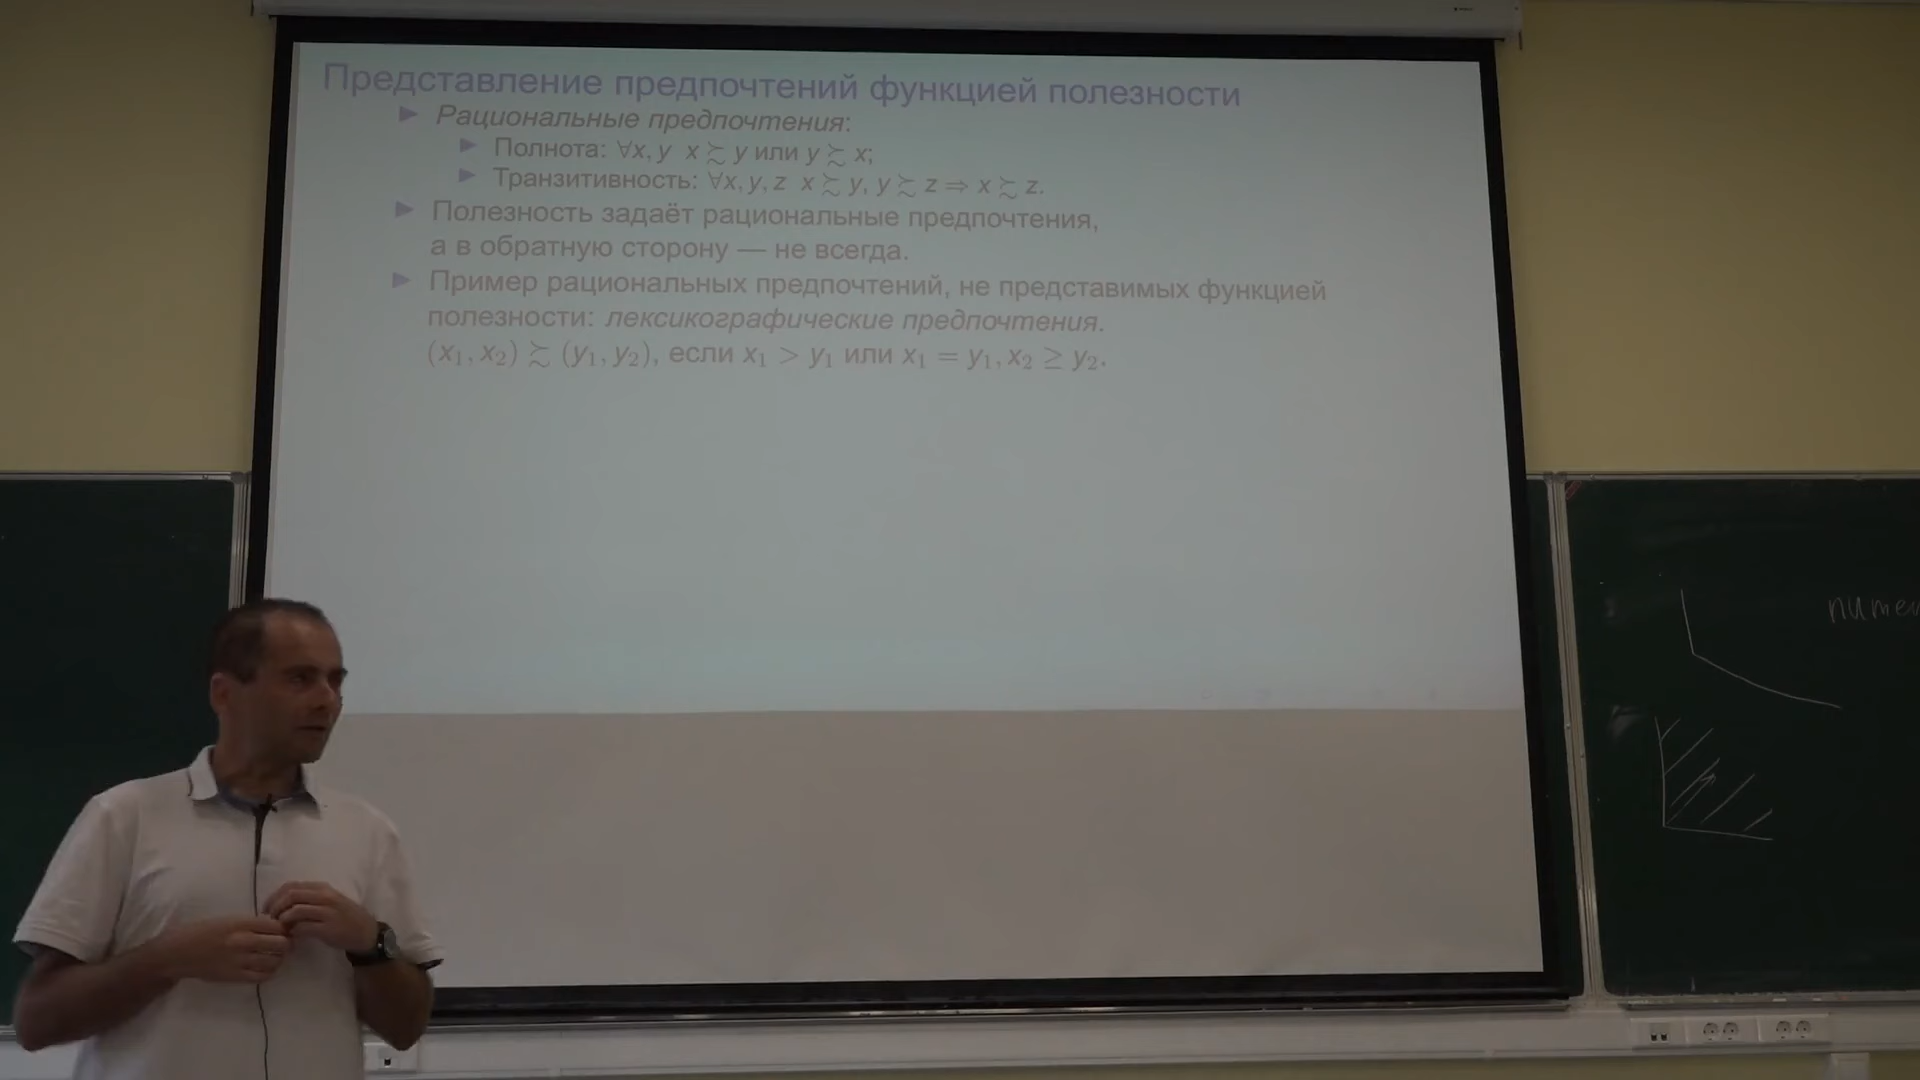 Представление предпочтений функцией полезности
Рациональные предпочтения:
Полнота: ∀x, y x ≿ y или y ≿ x;
Транзитивность: ∀x, y, z x ≿ y, y ≿ z ⇒ x ≿ z.
Полезность задаёт рациональные предпочтения,
а в обратную сторону — не всегда.
Пример рациональных предпочтений, не представимых функцией
полезности: лексикографические предпочтения.
(x₁, x₂) ≿ (y₁, y₂), если x₁ > y₁ или x₁ = y₁, x₂ ≥ y₂.